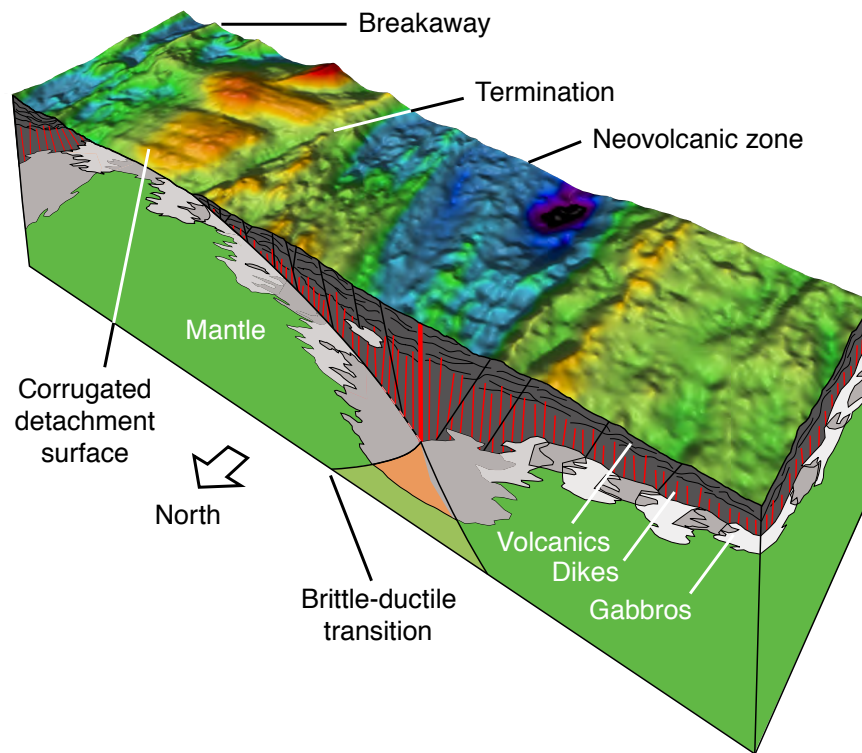 Breakaway
Termination
Neovolcanic zone
Mantle
Corrugated
detachment
surface
North
Volcanics
Dikes
Gabbros
Brittle-ductile
transition